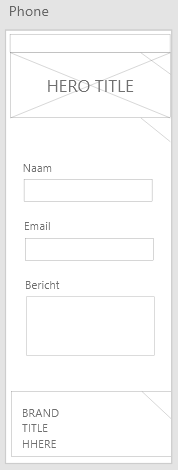 Phone
HERO TITLE
Naam
Email
Bericht
BRAND
TITLE
HHERE